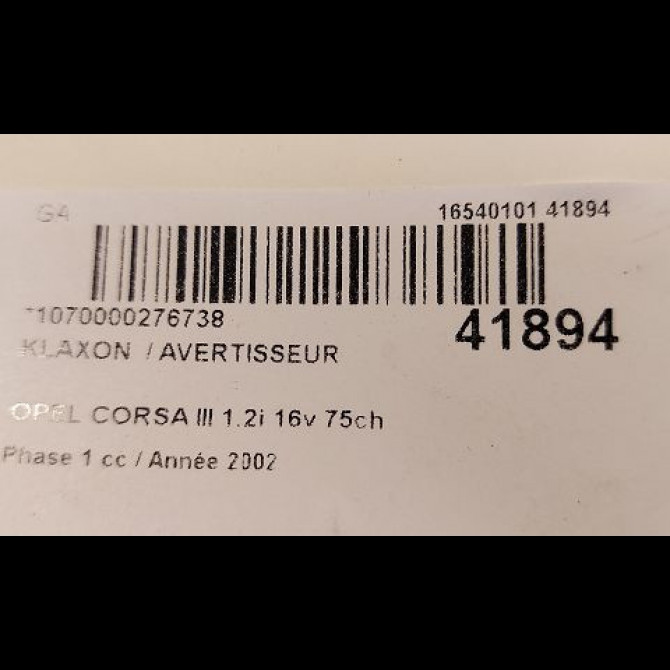 G4
16540101 41894
1070000276738
41894
KLAXON / AVERTISSEUR
OPEL CORSA III 1.2i 16v 75ch
Phase 1 cc / Année 2002